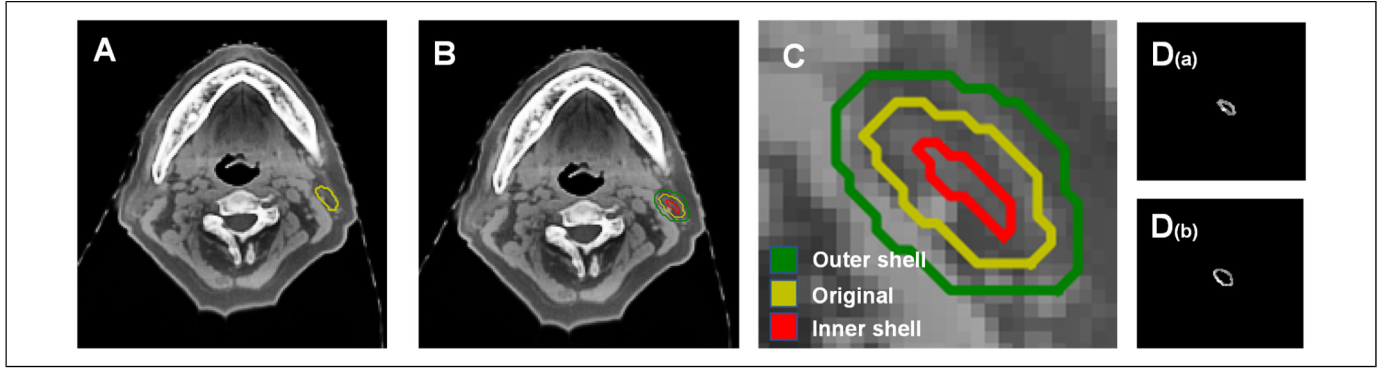 A
B
C
Outer shell
Original
Inner shell
D(a)
D(b)